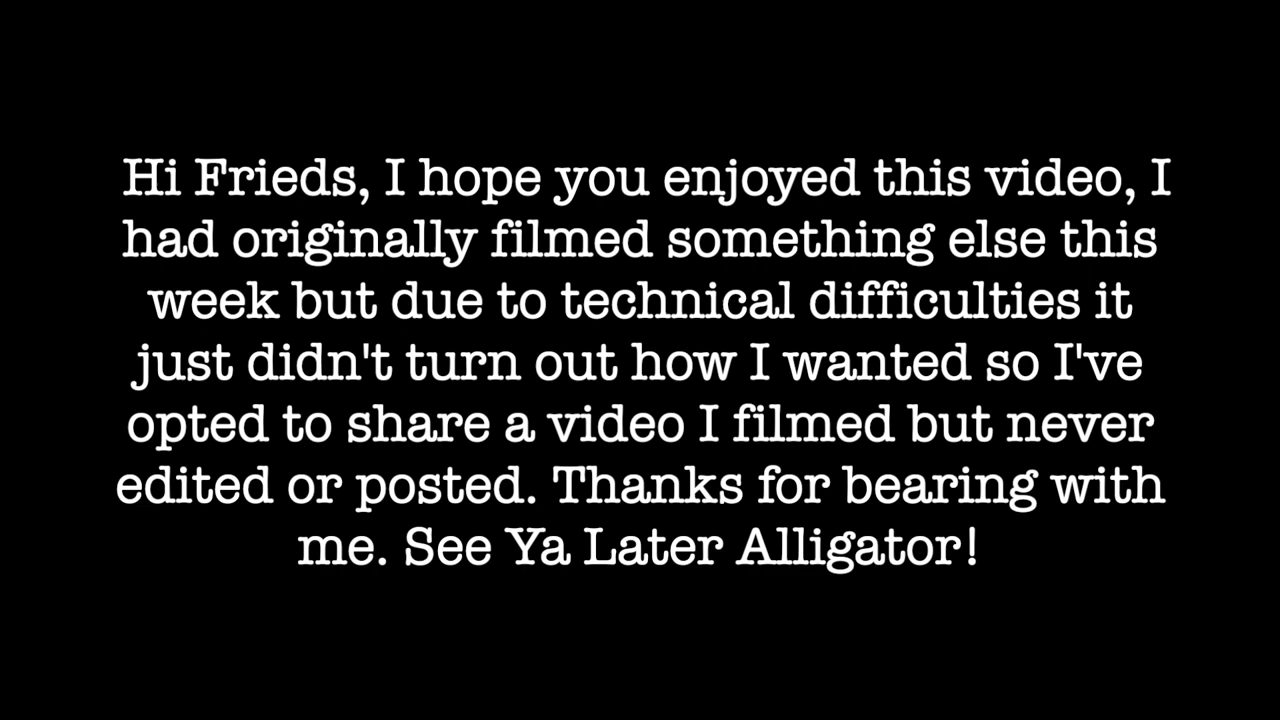 Hi Frieds, I hope you enjoyed this video, I
had originally filmed something else this
week but due to technical difficulties it
just didn't turn out how I wanted so I've
opted to share a video I filmed but never
edited or posted. Thanks for bearing with
me. See Ya Later Alligator!